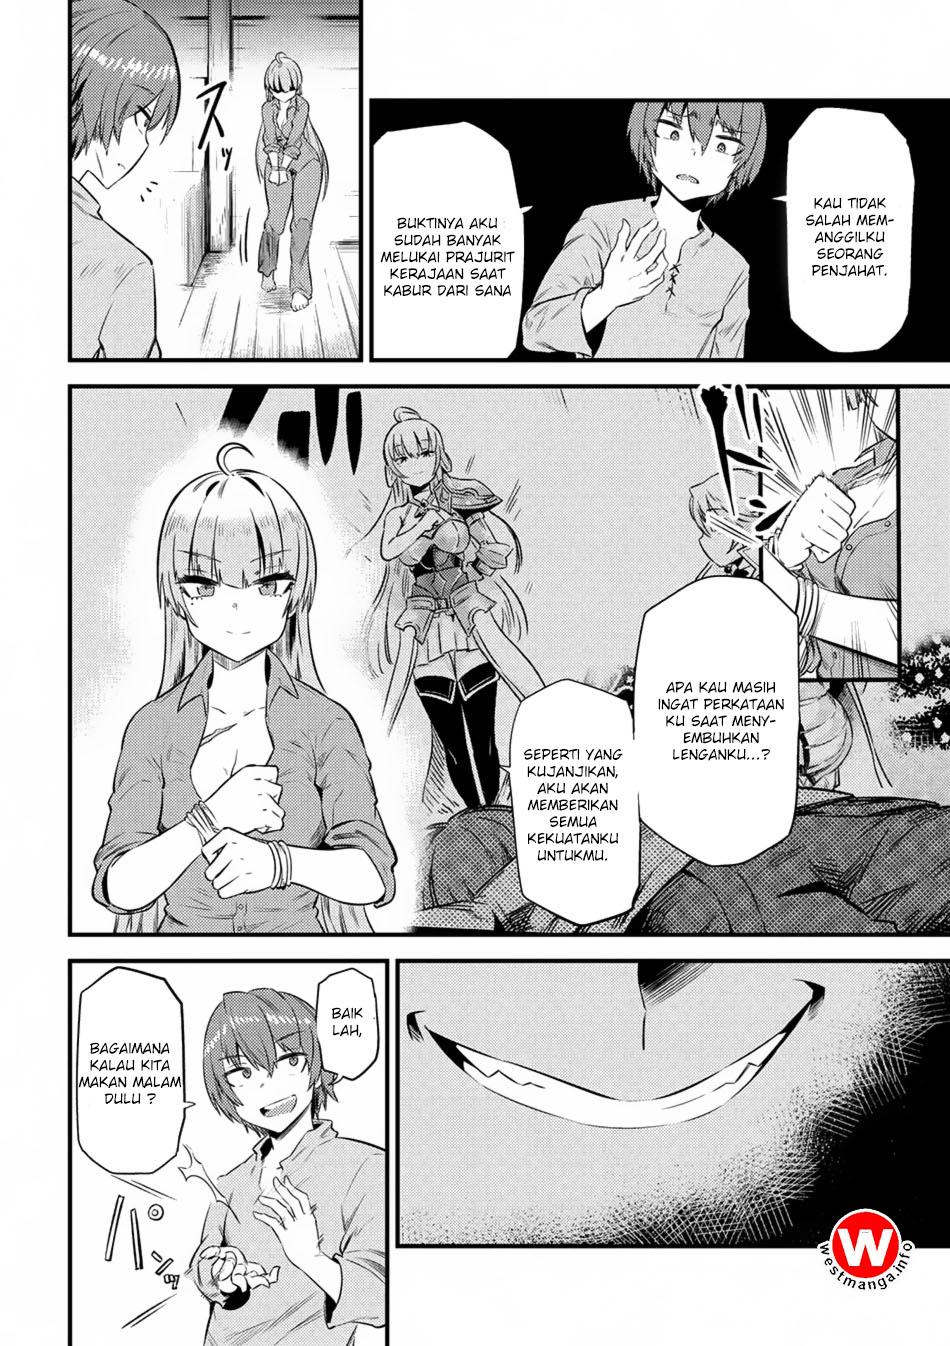 スッ
KAU TIDAK
SALAH MEM-
ANGGILKU
SEORANG
PENJAHAT.
BUKTINYA AKU
SUDAH BANYAK
MELUKAI PRAJURIT
KERAJAAN SAAT
KABUR DARI SANA
APA KAU MASIH
INGAT PERKATAAN
KU SAAT MENY-
EMBUHKAN
LENGANKU...?
SEPERTI YANG
KUJANJIKAN,
AKU AKAN
MEMBERIKAN
SEMUA
KEKUATANKU
UNTUKMU.
BAIK
LAH,
BAGAIMANA
KALAU KITA
MAKAN MALAM
DULU ?
W
westmanga.info